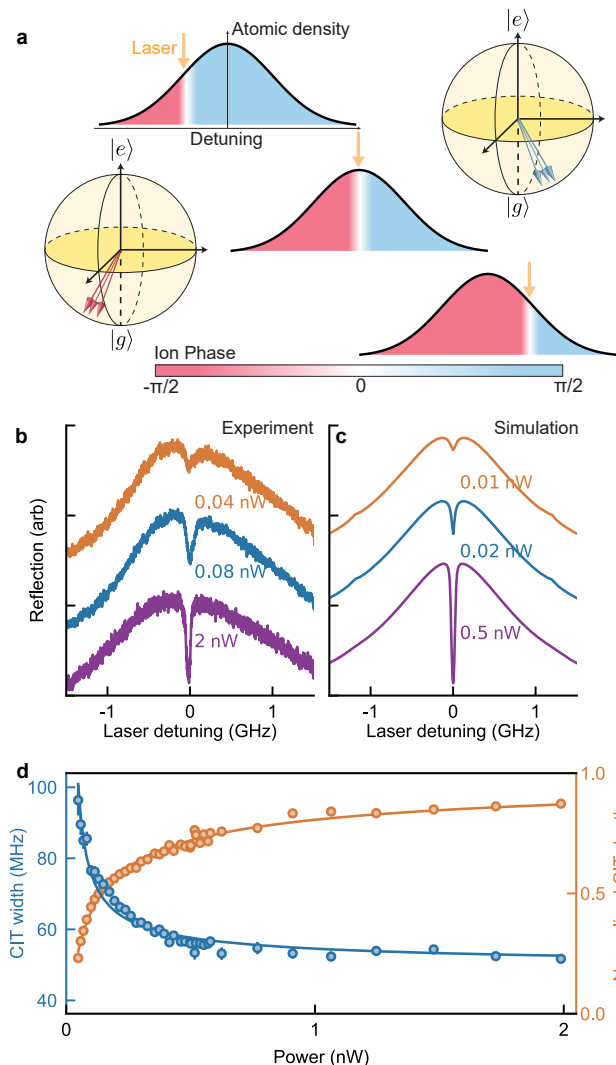 a
Atomic density
Laser
Detuning
|e⟩
|g⟩
|e⟩
|g⟩
Ion Phase
-π/2
0
π/2
b
Experiment
c
Simulation
0.04 nW
0.01 nW
0.08 nW
0.02 nW
2 nW
0.5 nW
Reflection (arb)
-1
0
1
-1
0
1
Laser detuning (GHz)
Laser detuning (GHz)
d
100
80
60
40
CIT width (MHz)
1.0
0.5
0.0
0
1
2
Power (nW)